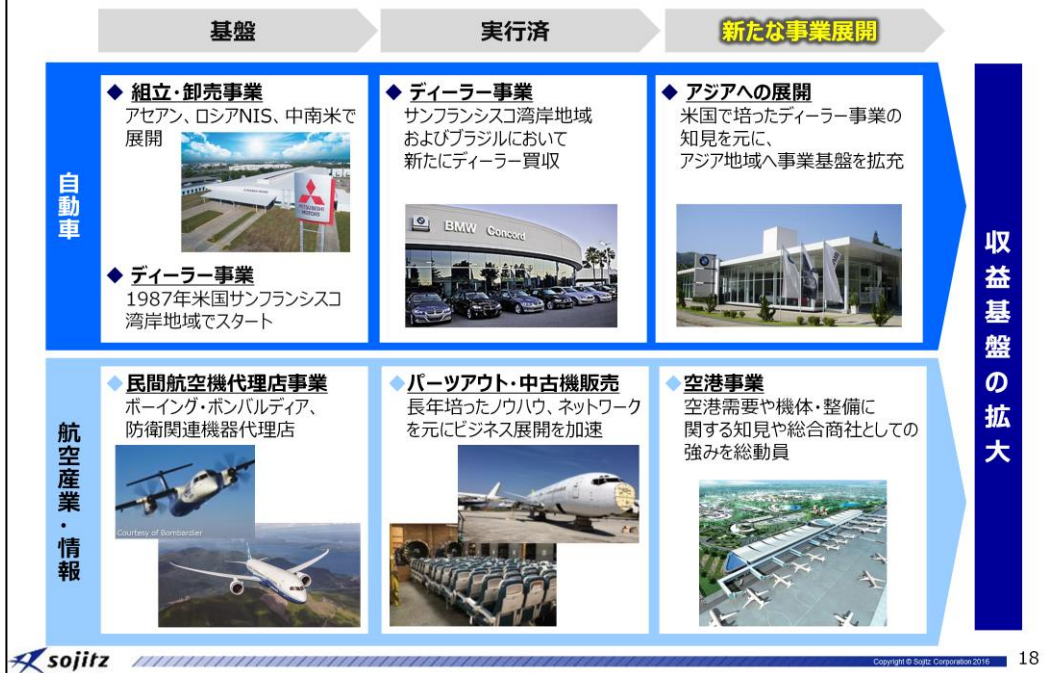 基盤
実行済
新たな事業展開
自動車
◆ 組立・卸売事業
アセアン、ロシアNIS、中南米で
展開
MITSUBISHI
MOTORS
◆ ディーラー事業
1987年米国サンフランシスコ
湾岸地域でスタート
◆ ディーラー事業
サンフランシスコ湾岸地域
およびブラジルにおいて
新たにディーラー買収
BMW Concord
◆ アジアへの展開
米国で培ったディーラー事業の
知見を元に、
アジア地域へ事業基盤を拡充
航空産業・情報
◆民間航空機代理店事業
ボーイング・ボンバルディア、
防衛関連機器代理店
Courtesy of Bombardier
◆パーツアウト・中古機販売
長年培ったノウハウ、ネットワーク
を元にビジネス展開を加速
◆空港事業
空港需要や機体・整備に
関する知見や総合商社としての
強みを総動員
収益基盤の拡大
sojitz
Copyright © Sojitz Corporation 2016
18